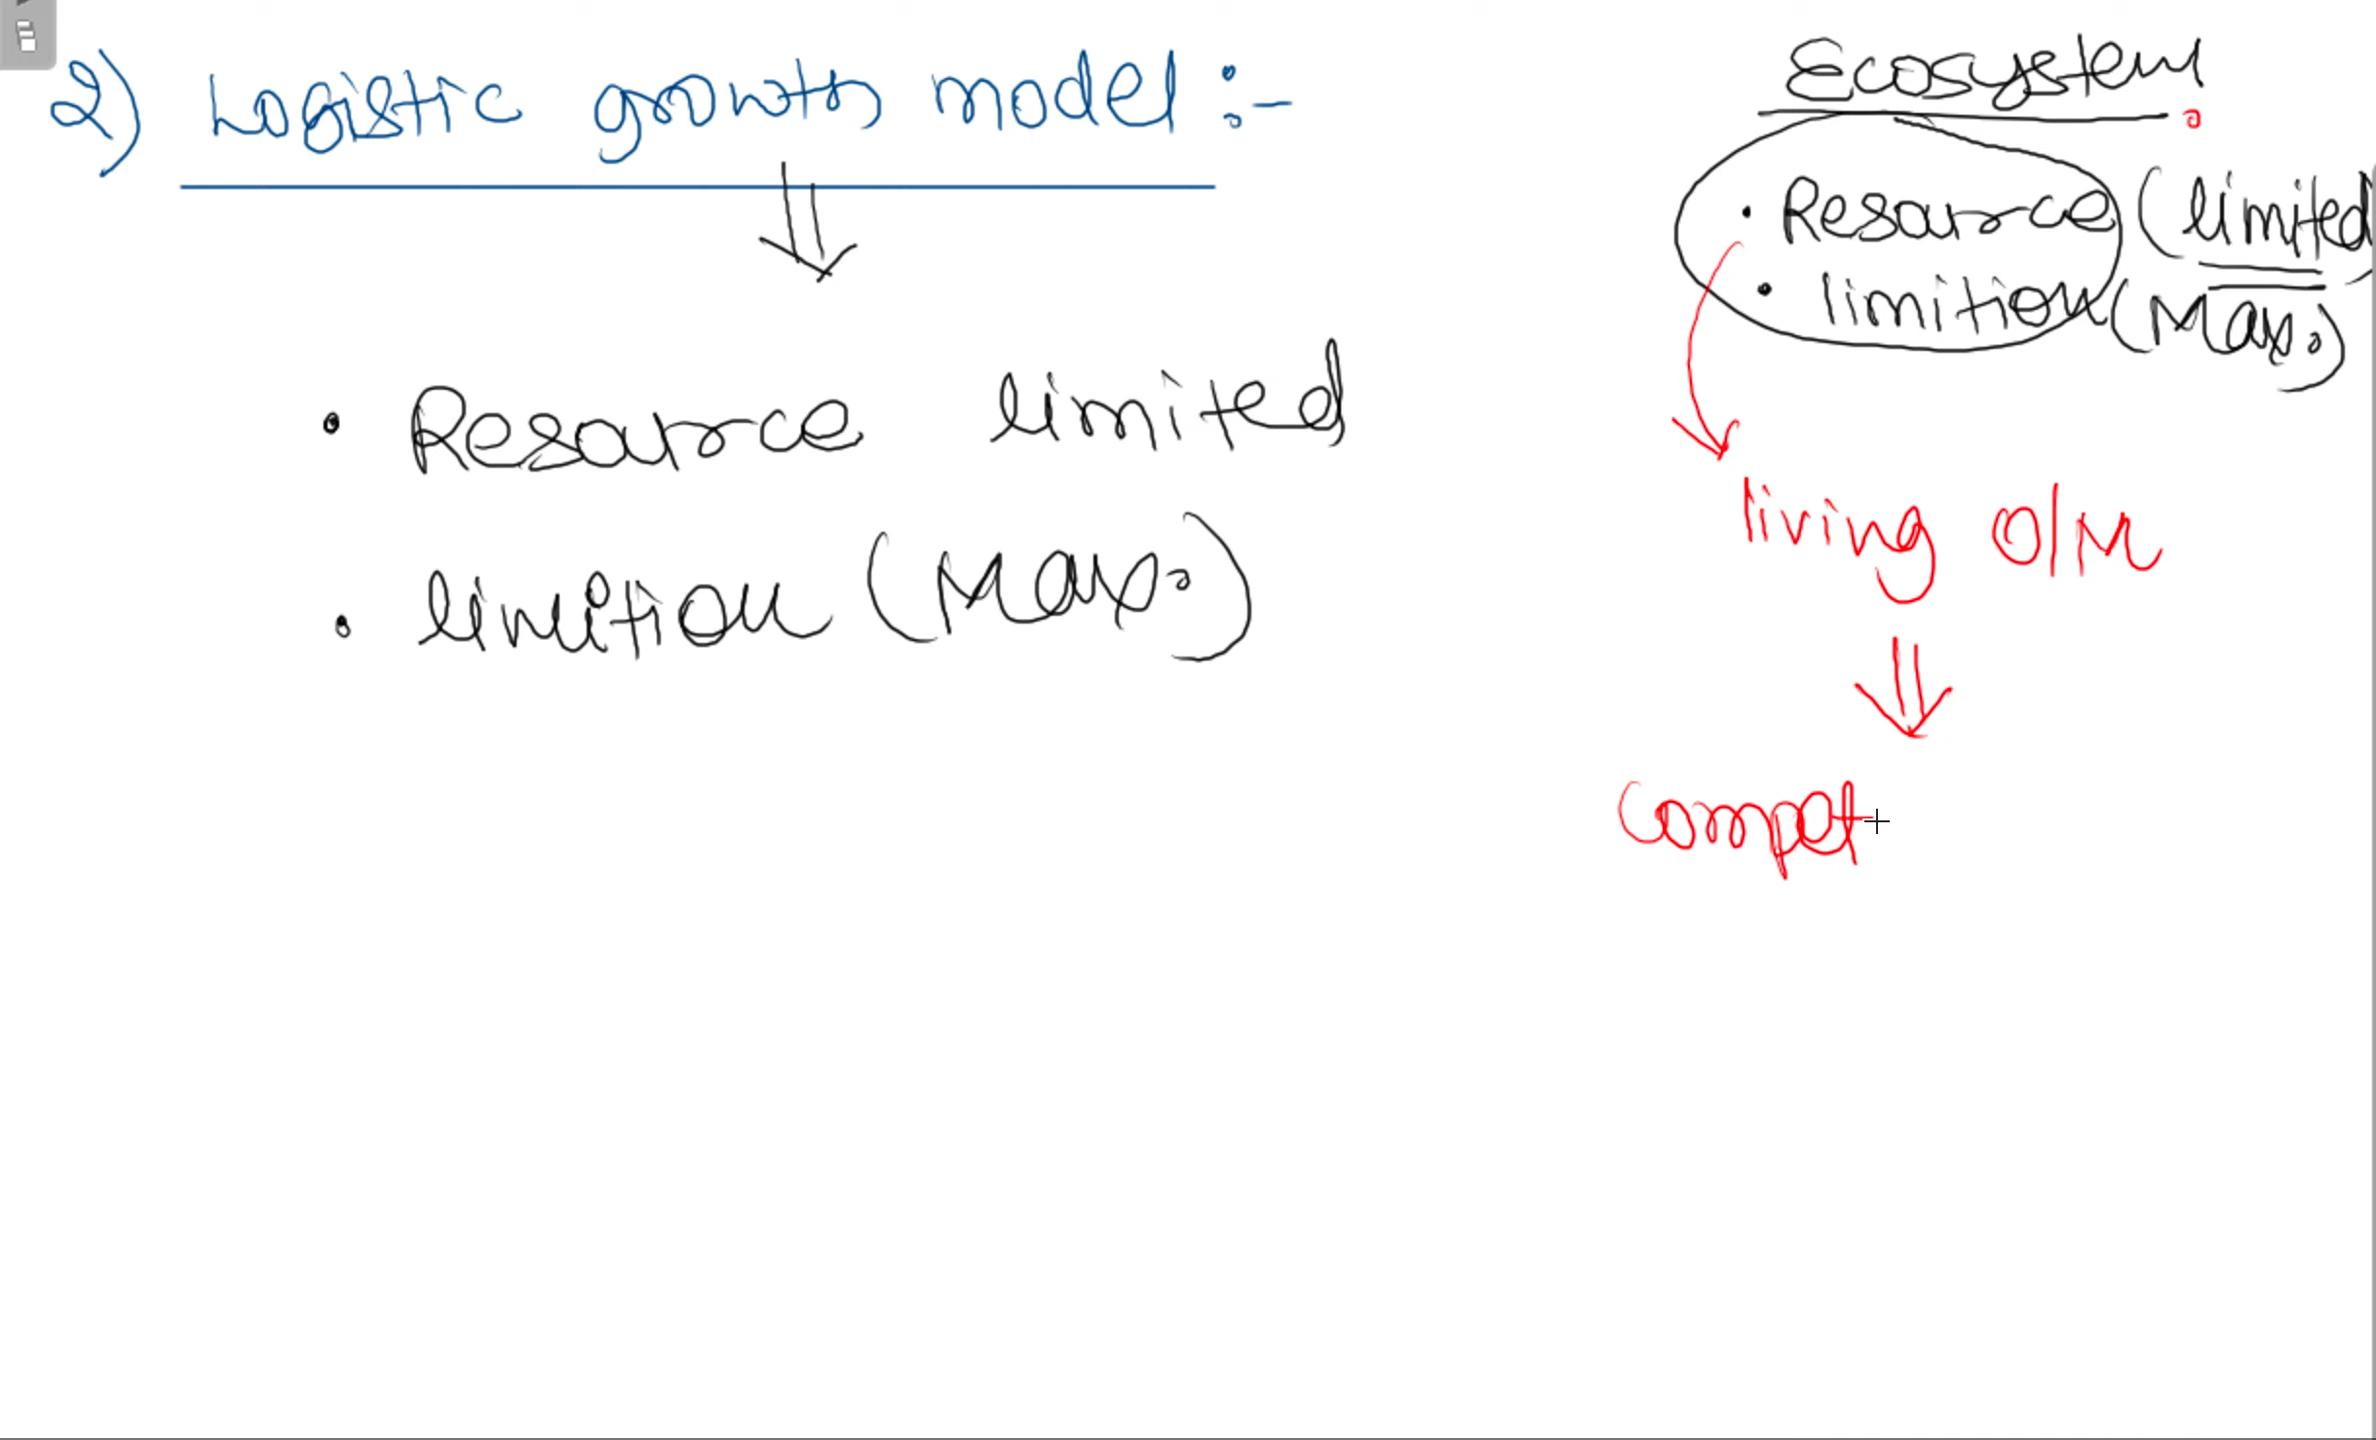 2) Logistic growth model :-
• Resource limited
• limition (Max.)
Ecosystem
• Resource (limited)
• limition (Max.)
living O/M
Compet